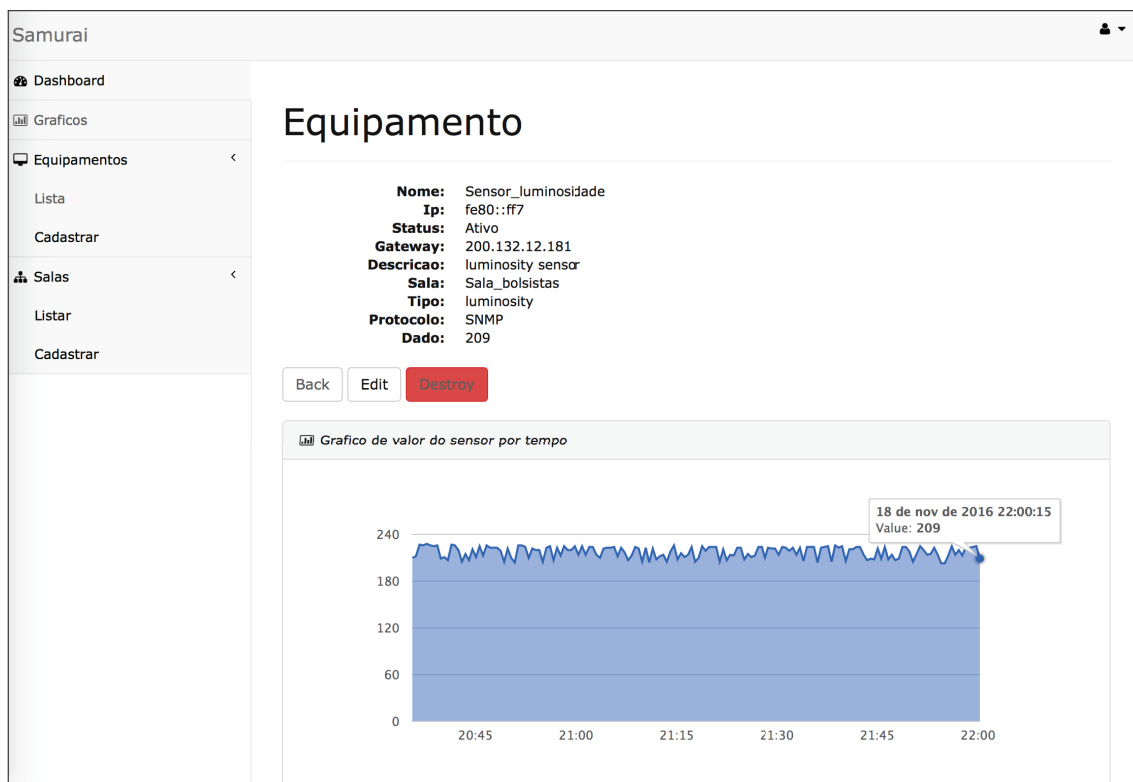 Samurai
Dashboard
Graficos
Equipamentos
Lista
Cadastrar
Salas
Listar
Cadastrar
Equipamento
Nome: Sensor_luminosidade
Ip: fe80::ff7
Status: Ativo
Gateway: 200.132.12.181
Descricao: luminosity sensor
Sala: Sala_bolsistas
Tipo: luminosity
Protocolo: SNMP
Dado: 209
Back Edit Destroy
Grafico de valor do sensor por tempo
18 de nov de 2016 22:00:15
Value: 209
240
180
120
60
0
20:45 21:00 21:15 21:30 21:45 22:00